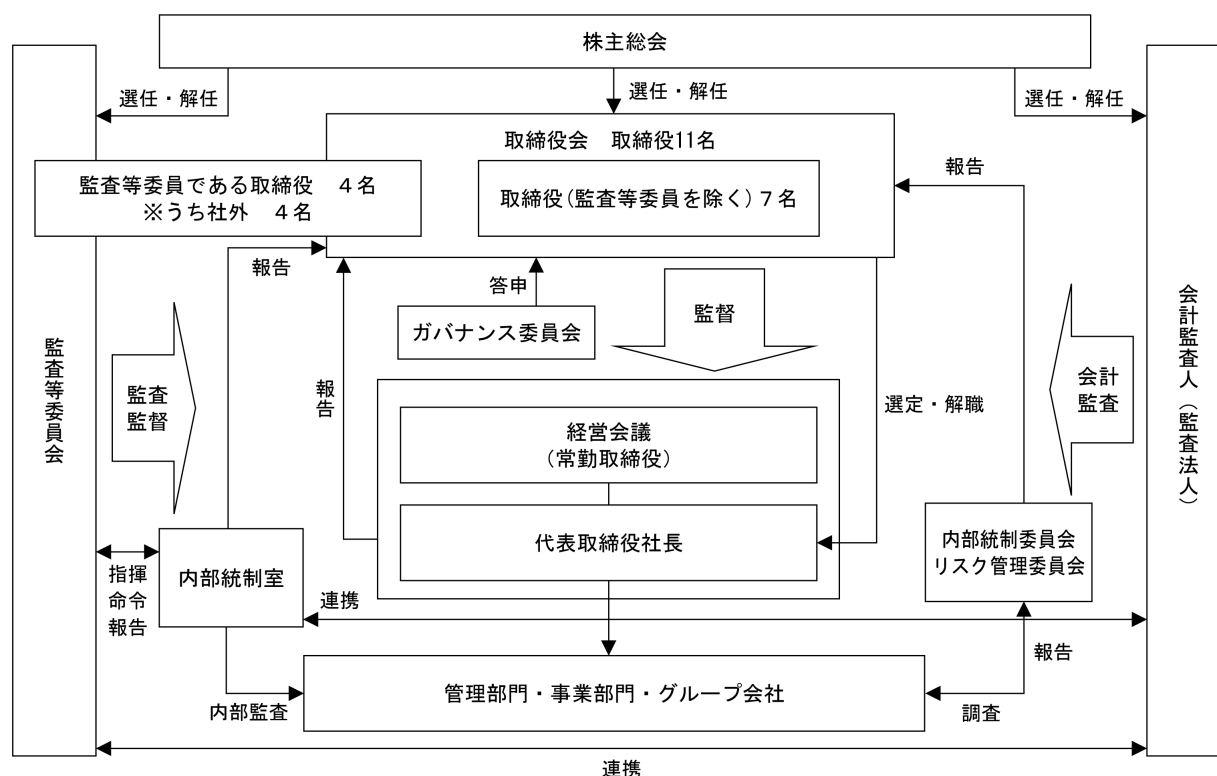 株主総会
選任・解任
選任・解任
選任・解任
取締役会　取締役11名
監査等委員である取締役　４名
※うち社外　４名
取締役(監査等委員を除く)７名
報告
報告
答申
ガバナンス委員会
監督
監査等委員会
監査
監督
報告
経営会議
(常勤取締役)
選定・解職
会計
監査
会計監査人（監査法人）
代表取締役社長
内部統制室
内部統制委員会
リスク管理委員会
指揮
命令
報告
連携
報告
管理部門・事業部門・グループ会社
内部監査
調査
連携